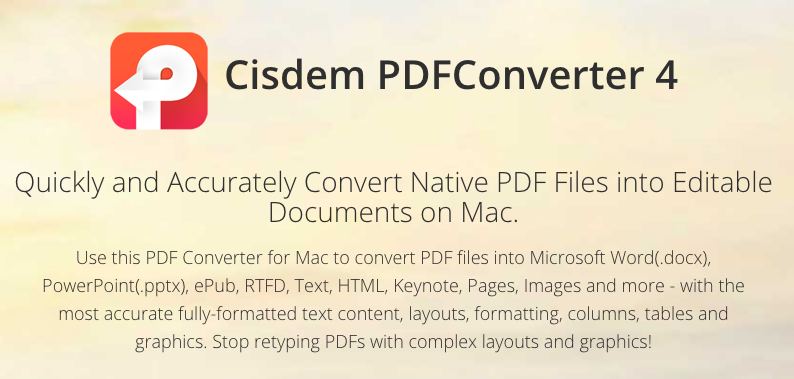 Cisdem PDFConverter 4
Quickly and Accurately Convert Native PDF Files into Editable
Documents on Mac.
Use this PDF Converter for Mac to convert PDF files into Microsoft Word(.docx),
PowerPoint(.pptx), ePub, RTFD, Text, HTML, Keynote, Pages, Images and more - with the
most accurate fully-formatted text content, layouts, formatting, columns, tables and
graphics. Stop retyping PDFs with complex layouts and graphics!